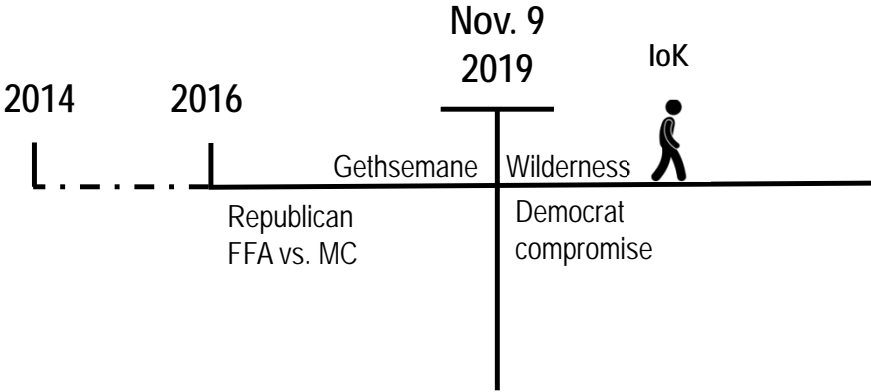 Nov. 9
2019
IoK
2014
2016
Gethsemane
Wilderness
Republican
FFA vs. MC
Democrat
compromise